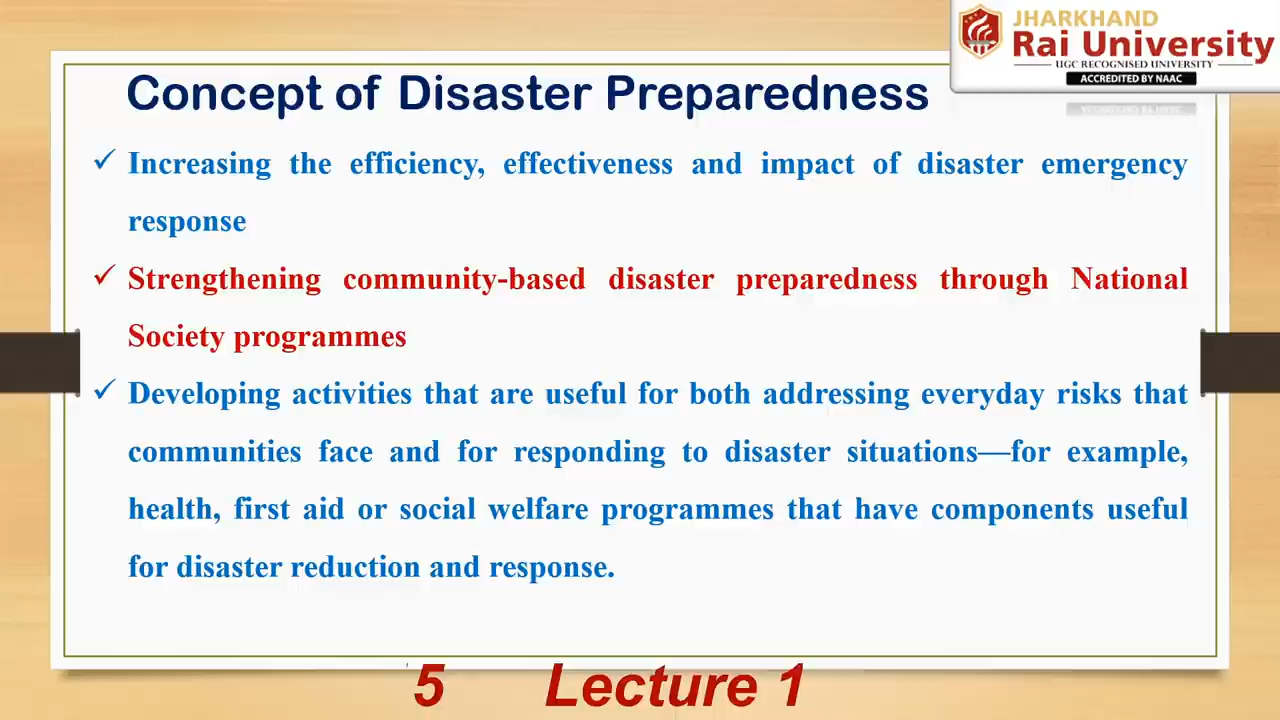 JHARKHAND
Rai University
UGC RECOGNISED UNIVERSITY
ACCREDITED BY NAAC
Concept of Disaster Preparedness
✓ Increasing the efficiency, effectiveness and impact of disaster emergency
response
✓ Strengthening community-based disaster preparedness through National
Society programmes
✓ Developing activities that are useful for both addressing everyday risks that
communities face and for responding to disaster situations—for example,
health, first aid or social welfare programmes that have components useful
for disaster reduction and response.
5 Lecture 1